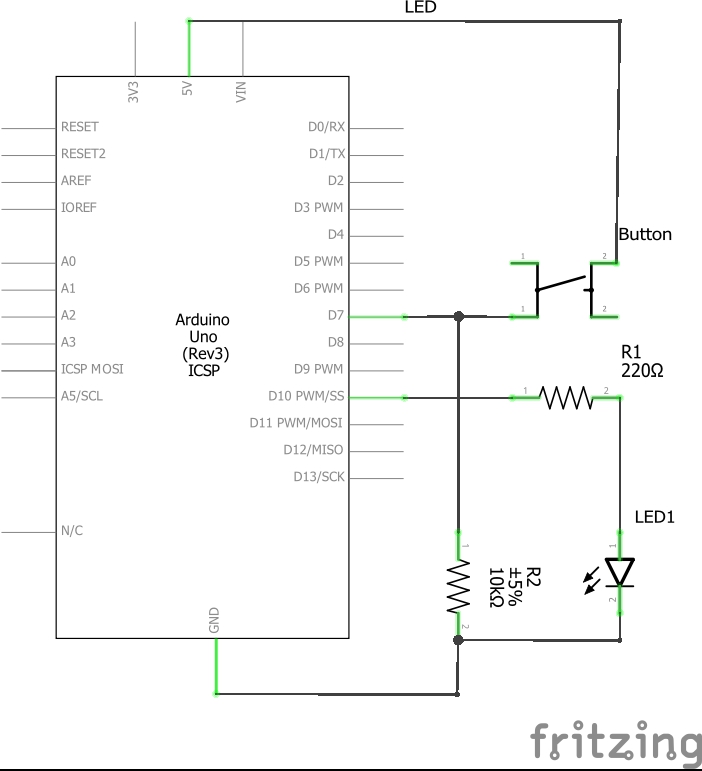 LED
3V3
5V
VIN
RESET
D0/RX
RESET2
D1/TX
AREF
D2
IOREF
D3 PWM
D4
Button
A0
D5 PWM
1
2
A1
D6 PWM
A2
D7
1
2
Arduino
Uno
(Rev3)
ICSP
A3
D8
R1
220Ω
ICSP MOSI
D9 PWM
A5/SCL
D10 PWM/SS
1
2
D11 PWM/MOSI
D12/MISO
D13/SCK
N/C
LED1
1
1
R2
±5%
10kΩ
2
2
GND
fritzing